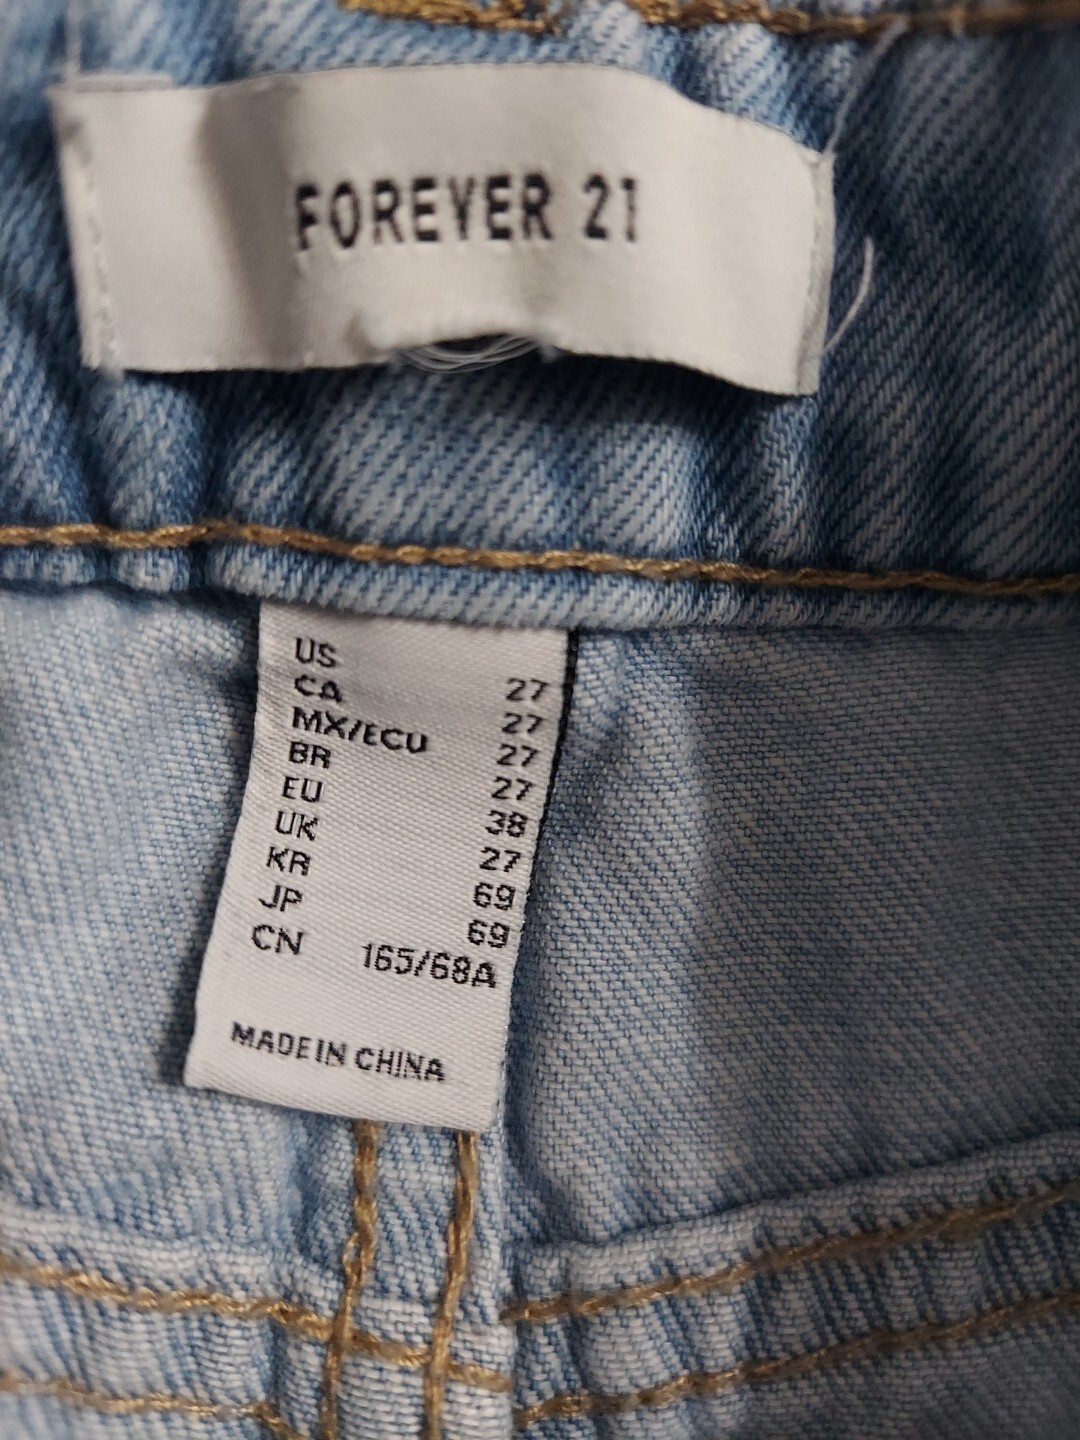 FOREVER 21
US 27
CA 27
MX/ECU 27
BR 27
EU 38
UK 27
KR 69
JP 69
CN 165/68A
MADE IN CHINA